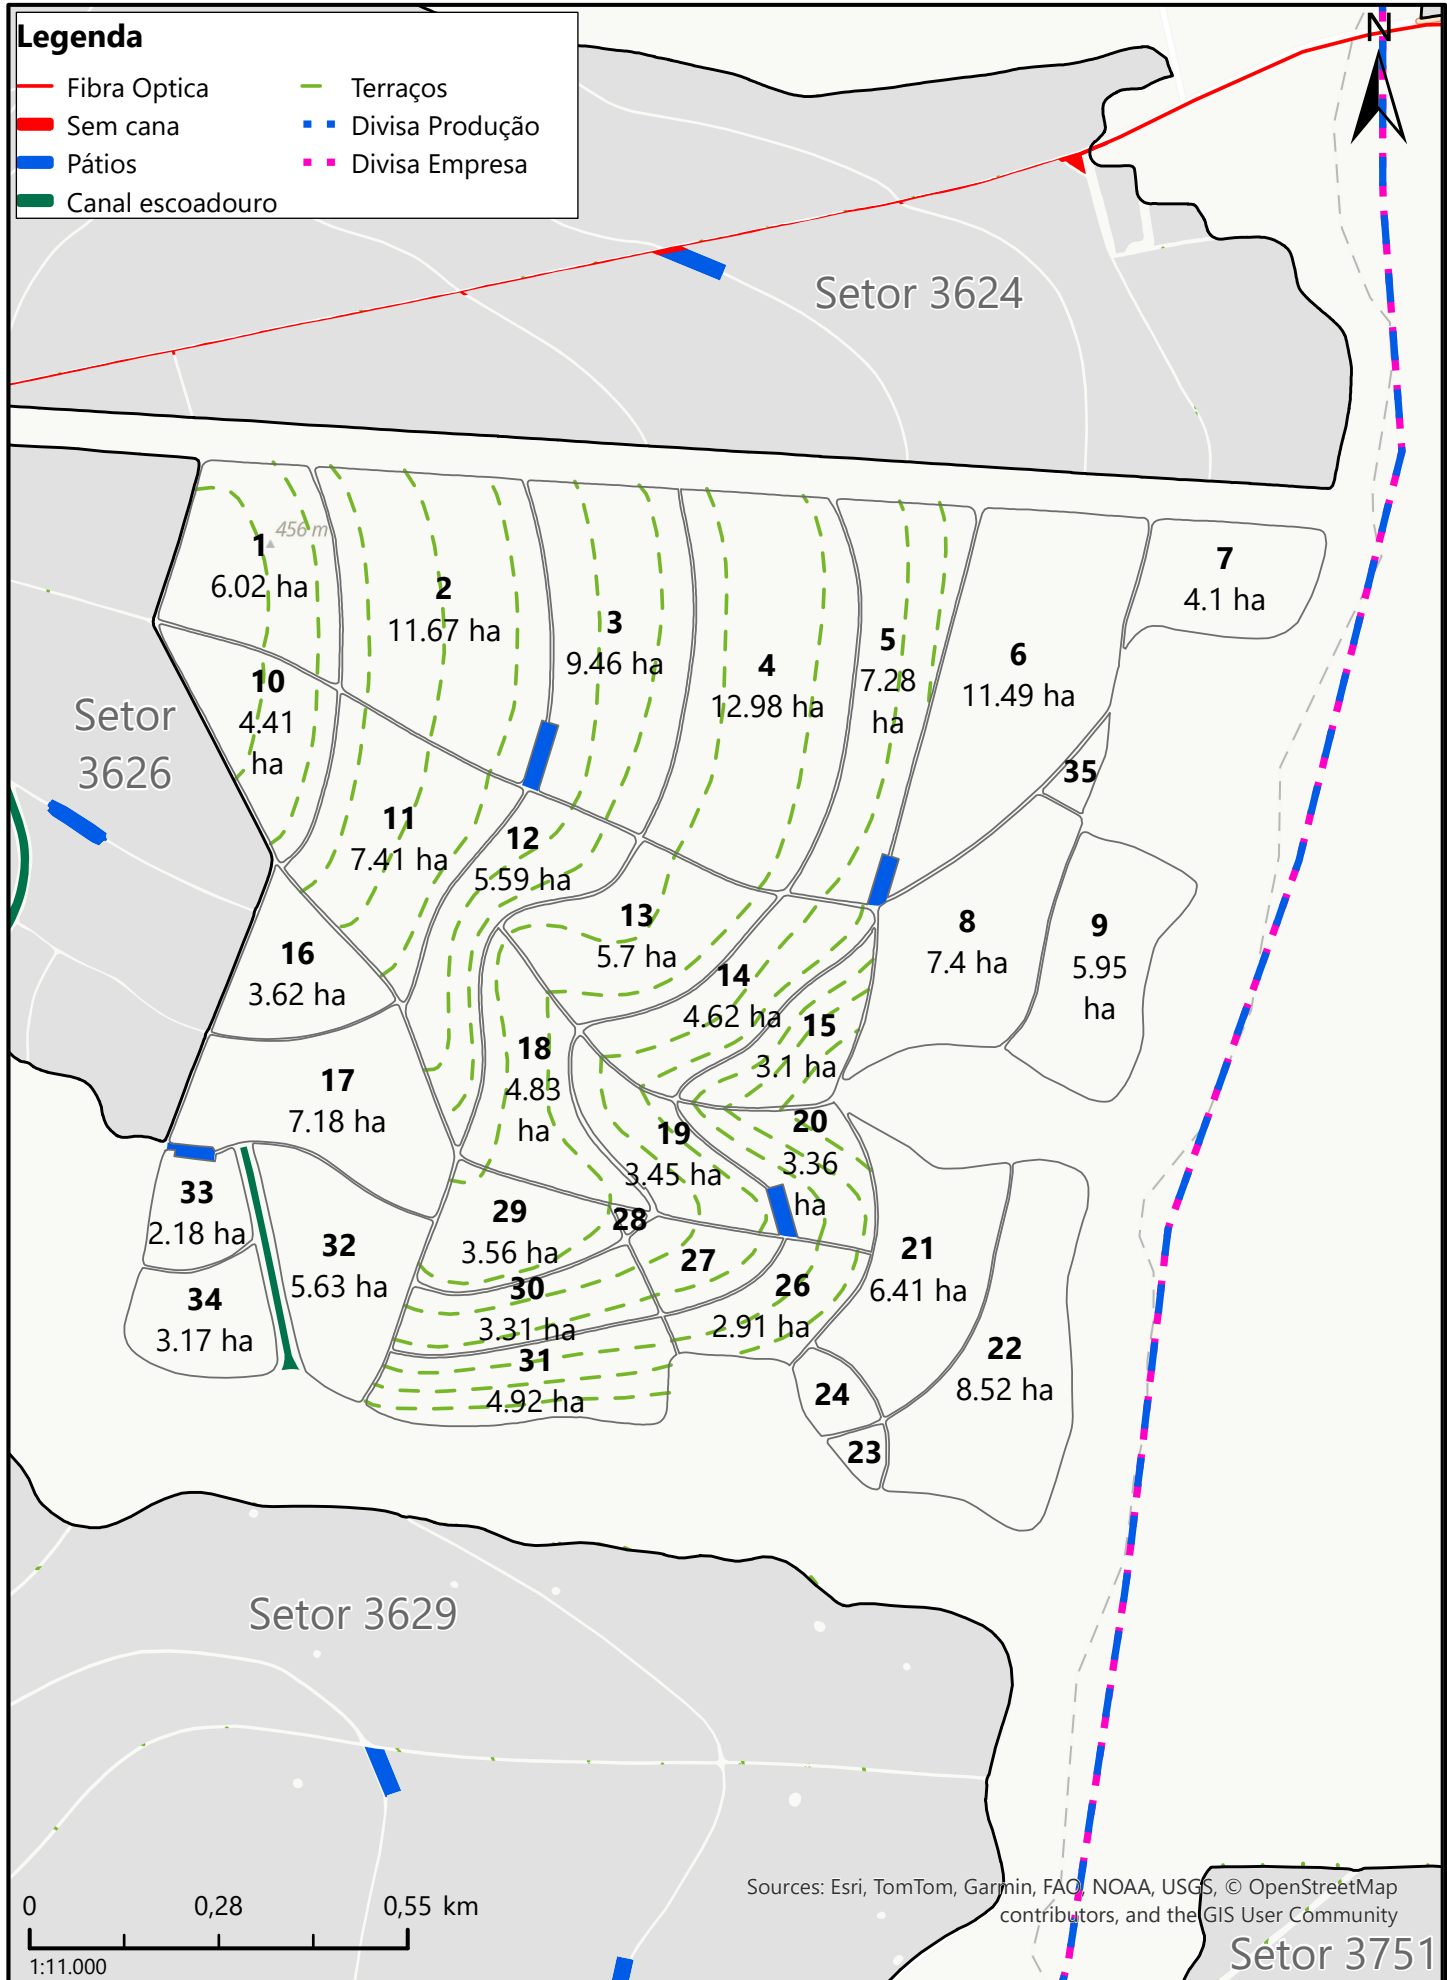 Legenda
Fibra Optica
Sem cana
Pátios
Canal escoadouro
Terraços
Divisa Produção
Divisa Empresa
N
Setor 3624
456 m
1
6.02 ha
2
11.67 ha
3
9.46 ha
4
12.98 ha
5
7.28
ha
6
11.49 ha
7
4.1 ha
Setor
3626
10
4.41
ha
35
11
7.41 ha
12
5.59 ha
13
5.7 ha
8
7.4 ha
9
5.95
ha
16
3.62 ha
14
4.62 ha
15
3.1 ha
17
7.18 ha
18
4.83
ha
19
3.45 ha
20
3.36
ha
33
2.18 ha
32
5.63 ha
29
3.56 ha
28
27
21
6.41 ha
34
3.17 ha
30
3.31 ha
26
2.91 ha
31
4.92 ha
22
8.52 ha
24
23
Setor 3629
Sources: Esri, TomTom, Garmin, FAO, NOAA, USGS, © OpenStreetMap
contributors, and the GIS User Community
Setor 3751
0 0,28 0,55 km
1:11.000